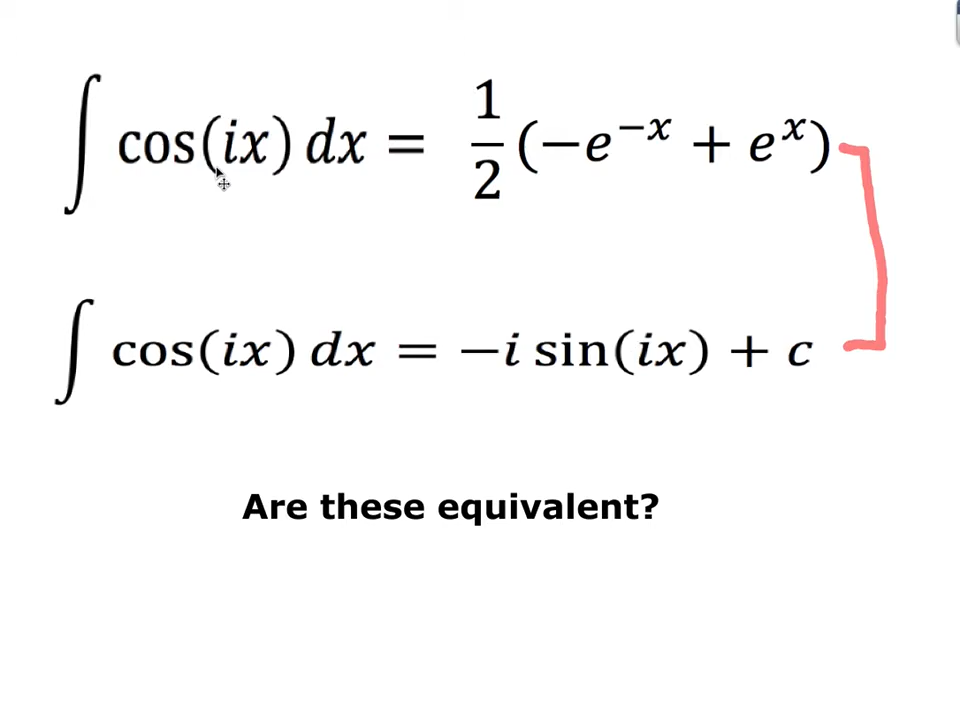 ∫ cos(ix) dx = 1/2 (−e^{−x} + e^{x})
∫ cos(ix) dx = −i sin(ix) + c
Are these equivalent?